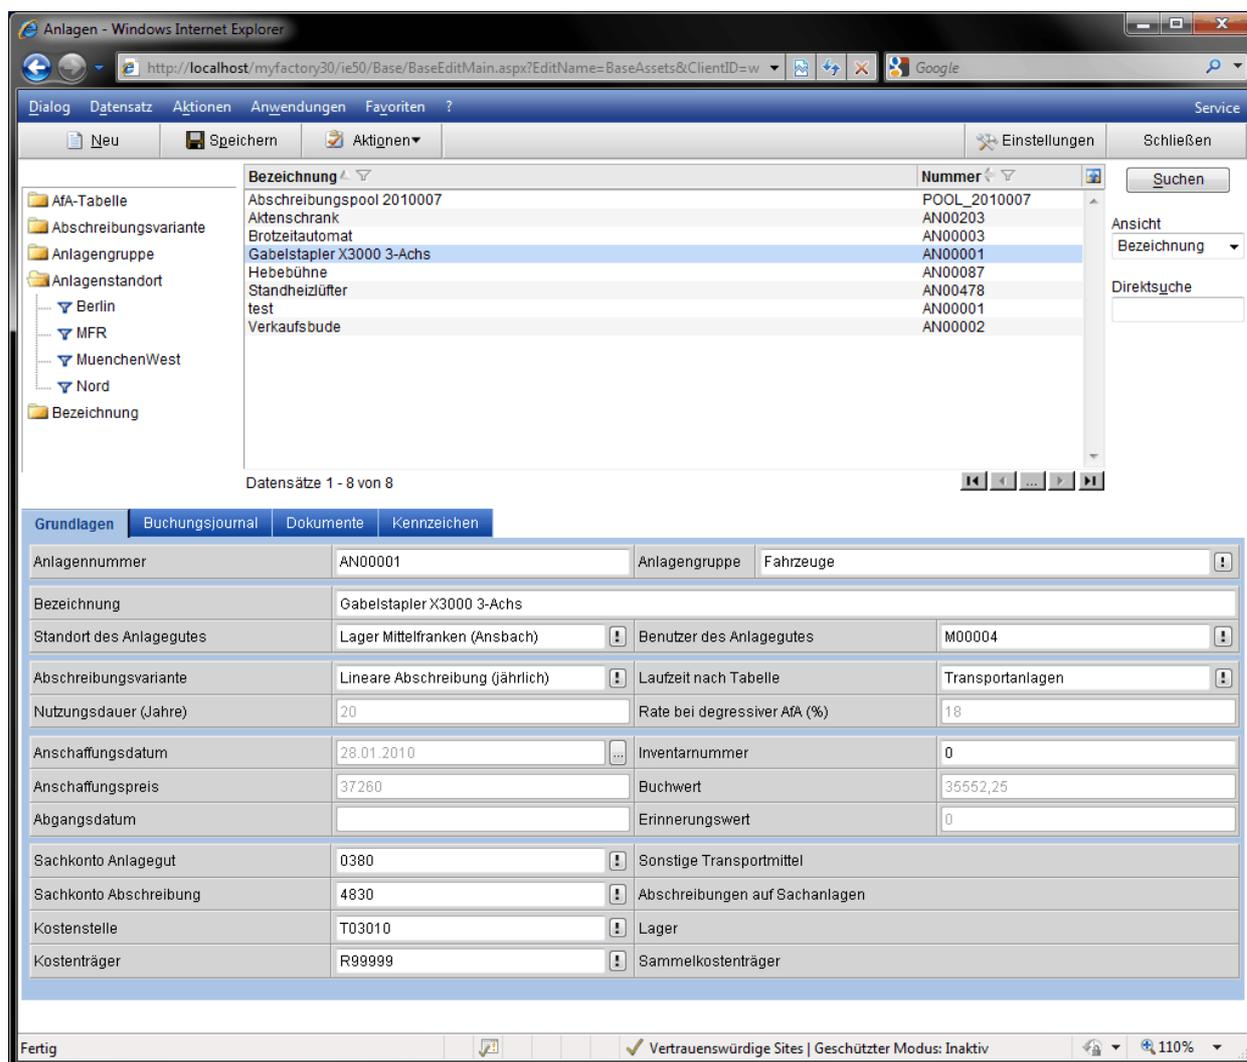 Anlagen - Windows Internet Explorer
http://localhost/myfactory30/ie50/Base/BaseEditMain.aspx?EditName=BaseAssets&ClientID=w
Google
Dialog Datensatz Aktionen Anwendungen Favoriten ? Service
Neu Speichern Aktionen▾ Einstellungen Schließen
Bezeichnung Nummer
Suchen
AfA-Tabelle
Abschreibungsvariante
Anlagengruppe
Anlagenstandort
Berlin
MFR
MuenchenWest
Nord
Bezeichnung
Abschreibungspool 2010007 POOL_2010007
Aktenschrank AN00203
Brotzeitautomat AN00003
Gabelstapler X3000 3-Achs AN00001
Hebebühne AN00087
Standheizlüfter AN00478
test AN00001
Verkaufsbude AN00002
Ansicht
Bezeichnung
Direktsuche
Datensätze 1 - 8 von 8
...
Grundlagen Buchungsjournal Dokumente Kennzeichen
Anlagennummer AN00001 Anlagengruppe Fahrzeuge !
Bezeichnung Gabelstapler X3000 3-Achs
Standort des Anlagegutes Lager Mittelfranken (Ansbach) ! Benutzer des Anlagegutes M00004 !
Abschreibungsvariante Lineare Abschreibung (jährlich) ! Laufzeit nach Tabelle Transportanlagen !
Nutzungsdauer (Jahre) 20 Rate bei degressiver AfA (%) 18
Anschaffungsdatum 28.01.2010 ... Inventarnummer 0
Anschaffungspreis 37260 Buchwert 35552,25
Abgangsdatum Erinnerungswert 0
Sachkonto Anlagegut 0380 ! Sonstige Transportmittel
Sachkonto Abschreibung 4830 ! Abschreibungen auf Sachanlagen
Kostenstelle T03010 ! Lager
Kostenträger R99999 ! Sammelkostenträger
Fertig Vertrauenswürdige Sites | Geschützter Modus: Inaktiv 110%